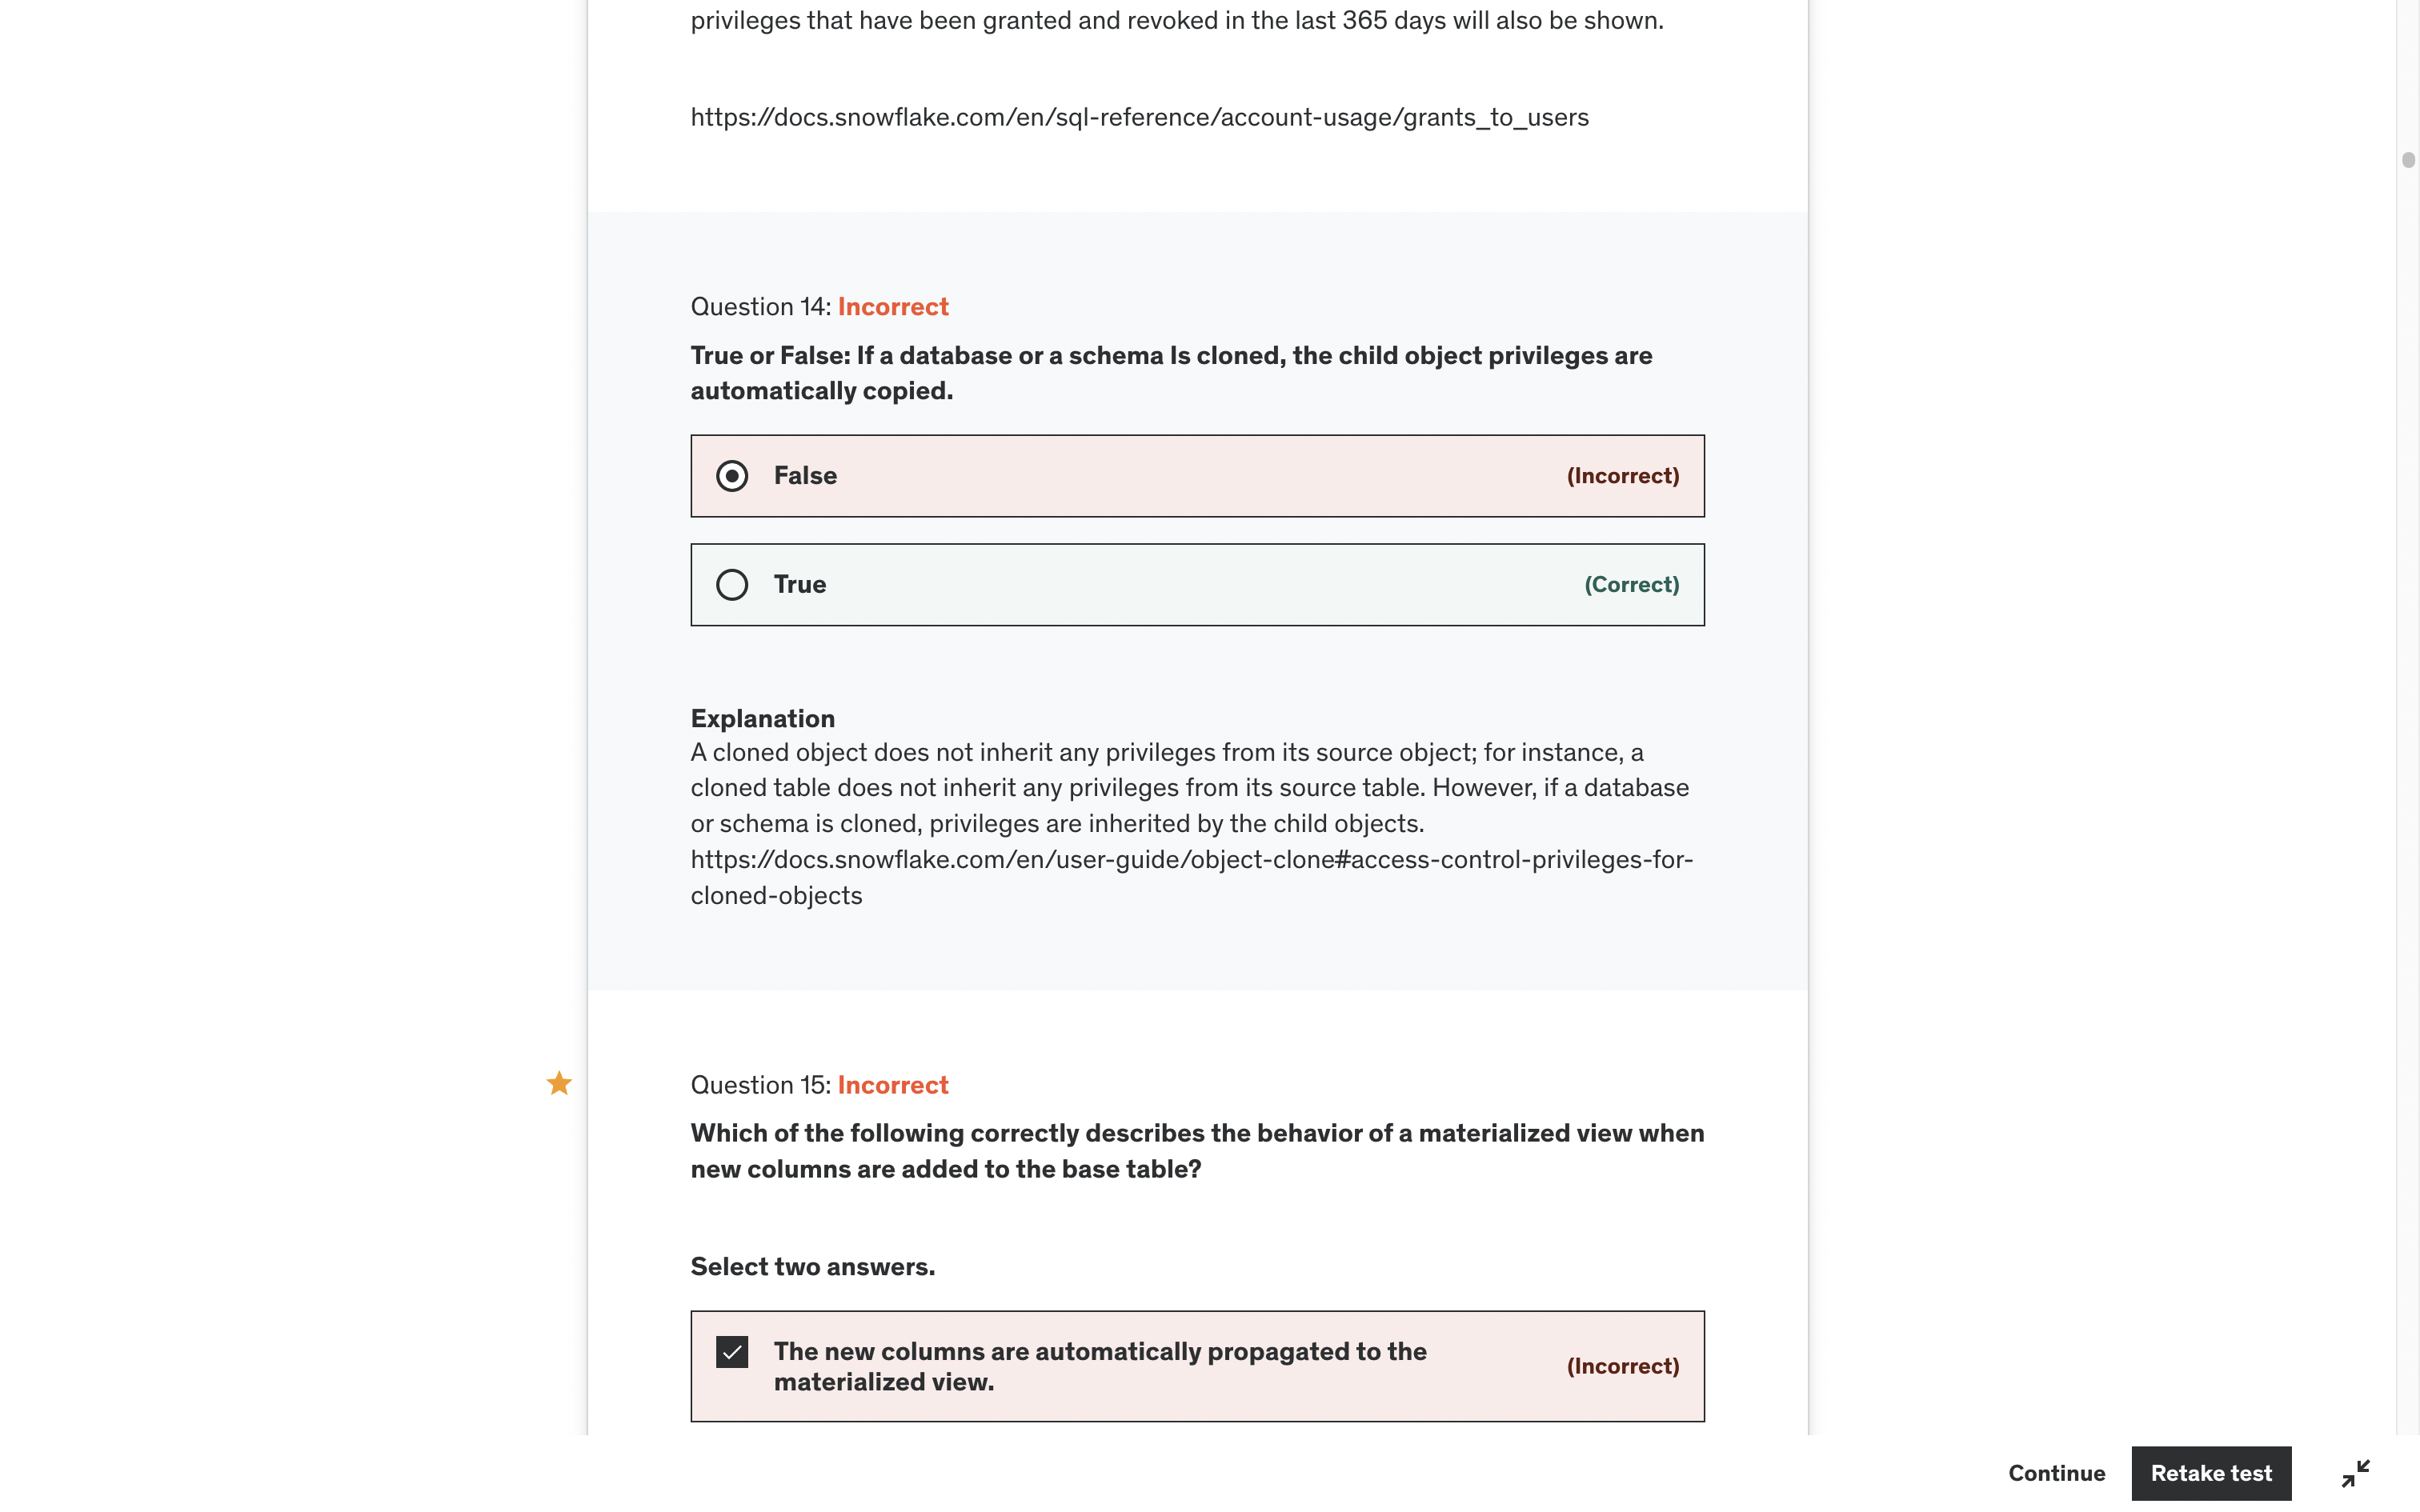 privileges that have been granted and revoked in the last 365 days will also be shown.
https://docs.snowflake.com/en/sql-reference/account-usage/grants_to_users
Question 14: Incorrect
True or False: If a database or a schema Is cloned, the child object privileges are
automatically copied.
False (Incorrect)
True (Correct)
Explanation
A cloned object does not inherit any privileges from its source object; for instance, a
cloned table does not inherit any privileges from its source table. However, if a database
or schema is cloned, privileges are inherited by the child objects.
https://docs.snowflake.com/en/user-guide/object-clone#access-control-privileges-for-
cloned-objects
Question 15: Incorrect
Which of the following correctly describes the behavior of a materialized view when
new columns are added to the base table?
Select two answers.
The new columns are automatically propagated to the
materialized view.
(Incorrect)
Continue Retake test